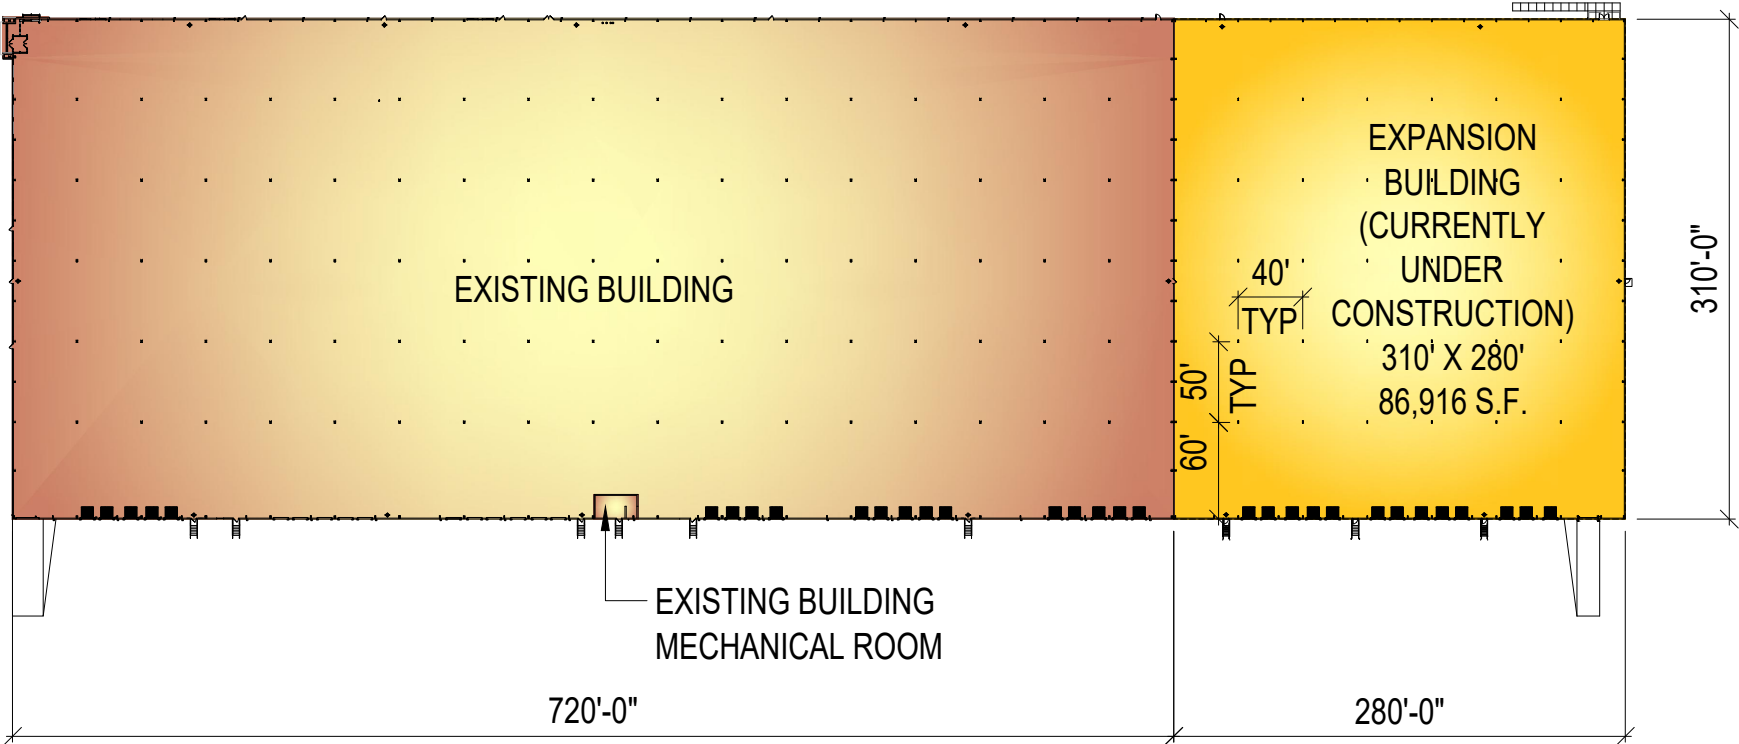 EXPANSION
BUILDING
(CURRENTLY
UNDER
CONSTRUCTION)
310' X 280'
86,916 S.F.
EXISTING BUILDING
40'
TYP
50'
TYP
60'
310'-0"
EXISTING BUILDING
MECHANICAL ROOM
720'-0"
280'-0"